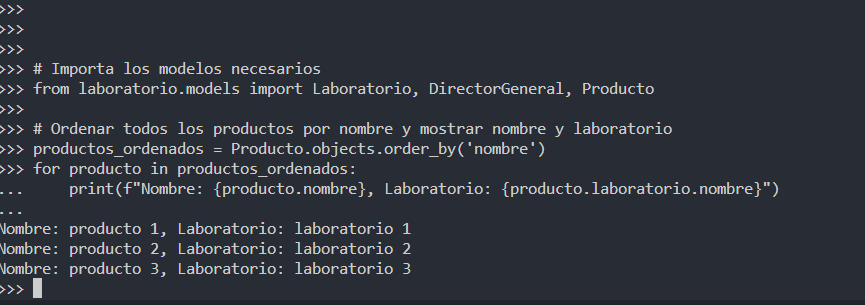 >>>
>>>
>>>
>>> # Importa los modelos necesarios
>>> from laboratorio.models import Laboratorio, DirectorGeneral, Producto
>>>
>>> # Ordenar todos los productos por nombre y mostrar nombre y laboratorio
>>> productos_ordenados = Producto.objects.order_by('nombre')
>>> for producto in productos_ordenados:
...     print(f"Nombre: {producto.nombre}, Laboratorio: {producto.laboratorio.nombre}")
...
Nombre: producto 1, Laboratorio: laboratorio 1
Nombre: producto 2, Laboratorio: laboratorio 2
Nombre: producto 3, Laboratorio: laboratorio 3
>>>